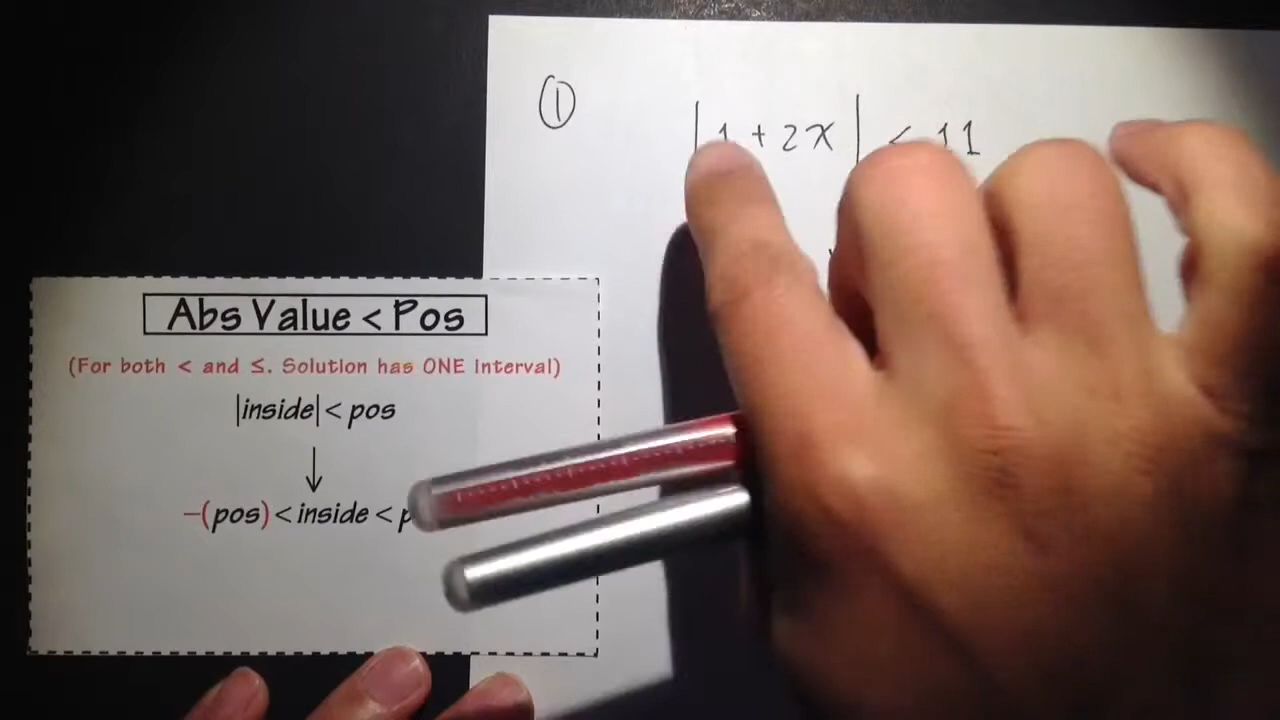 ① |1 + 2x| < 11
Abs Value < Pos
(For both < and ≤. Solution has ONE interval)
|inside| < pos
↓
−(pos) < inside <